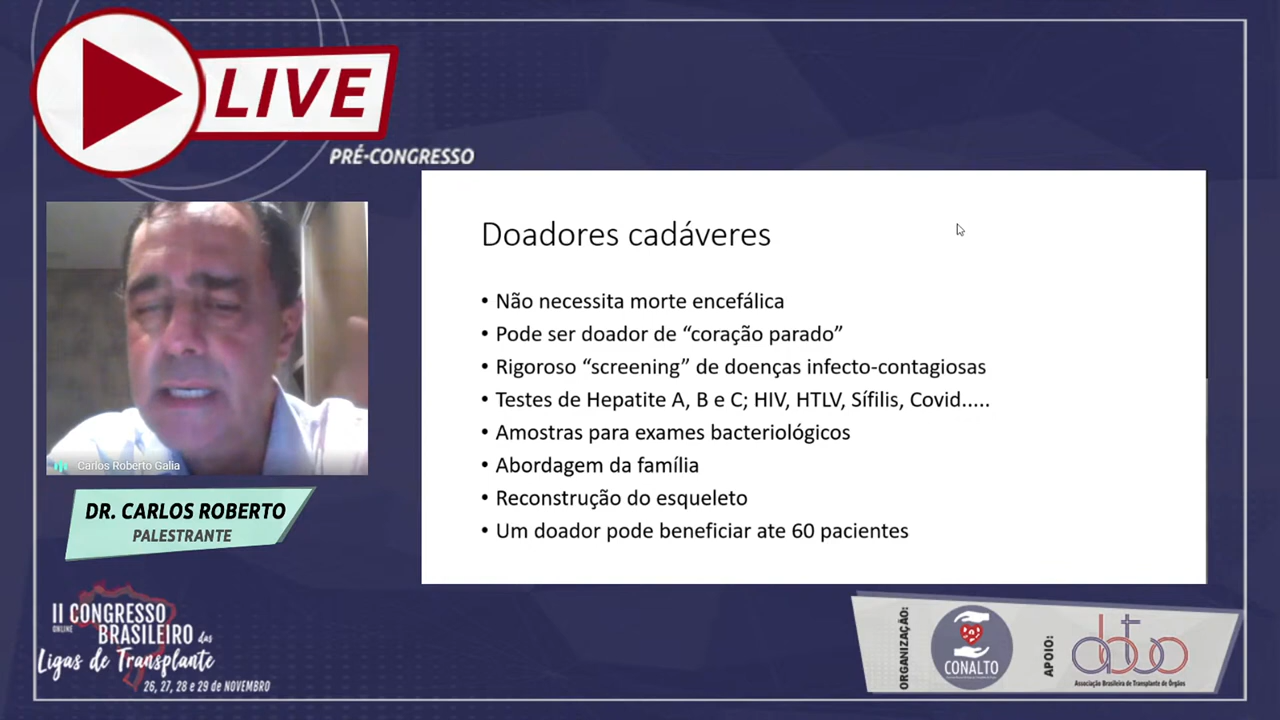 LIVE
PRÉ-CONGRESSO
Doadores cadáveres
• Não necessita morte encefálica
• Pode ser doador de “coração parado”
• Rigoroso “screening” de doenças infecto-contagiosas
• Testes de Hepatite A, B e C; HIV, HTLV, Sífilis, Covid.....
• Amostras para exames bacteriológicos
• Abordagem da família
• Reconstrução do esqueleto
• Um doador pode beneficiar ate 60 pacientes
Carlos Roberto Galia
DR. CARLOS ROBERTO
PALESTRANTE
II CONGRESSO
ONLINE
BRASILEIRO das
Ligas de Transplante
26, 27, 28 e 29 de NOVEMBRO
ORGANIZAÇÃO:
CONALTO
APOIO:
abto
Associação Brasileira de Transplante de Órgãos